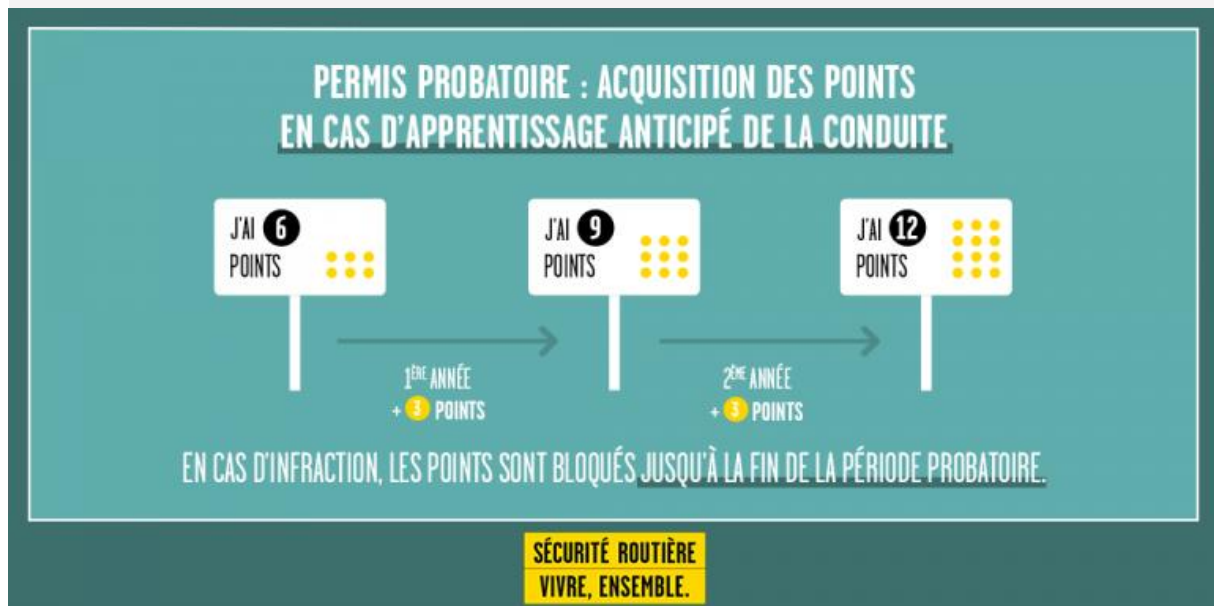 PERMIS PROBATOIRE : ACQUISITION DES POINTS
EN CAS D'APPRENTISSAGE ANTICIPÉ DE LA CONDUITE
J'AI 6
POINTS
J'AI 9
POINTS
J'AI 12
POINTS
1ÈRE ANNÉE
+ 3 POINTS
2ÈME ANNÉE
+ 3 POINTS
EN CAS D'INFRACTION, LES POINTS SONT BLOQUÉS JUSQU'À LA FIN DE LA PÉRIODE PROBATOIRE.
SÉCURITÉ ROUTIÈRE
VIVRE, ENSEMBLE.